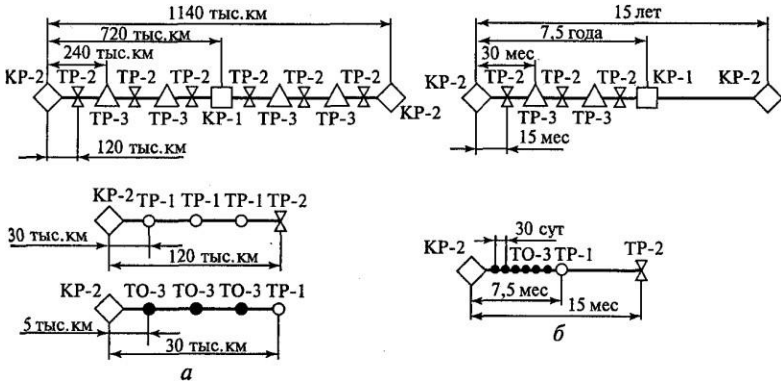 1140 тыс.км
720 тыс.км
240 тыс.км
КР-2 ТР-2 ТР-2 ТР-2 ТР-2 ТР-2 ТР-2
ТР-3 ТР-3 КР-1 ТР-3 ТР-3 КР-2
120 тыс.км
15 лет
7,5 года
30 мес
КР-2 ТР-2 ТР-2 ТР-2 КР-1 КР-2
ТР-3 ТР-3
15 мес
КР-2 ТР-1 ТР-1 ТР-1 ТР-2
30 тыс.км
120 тыс.км
КР-2 ТО-3 ТО-3 ТО-3 ТР-1
5 тыс.км
30 тыс.км
а
30 сут
КР-2 ТО-3 ТР-1 ТР-2
7,5 мес
15 мес
б